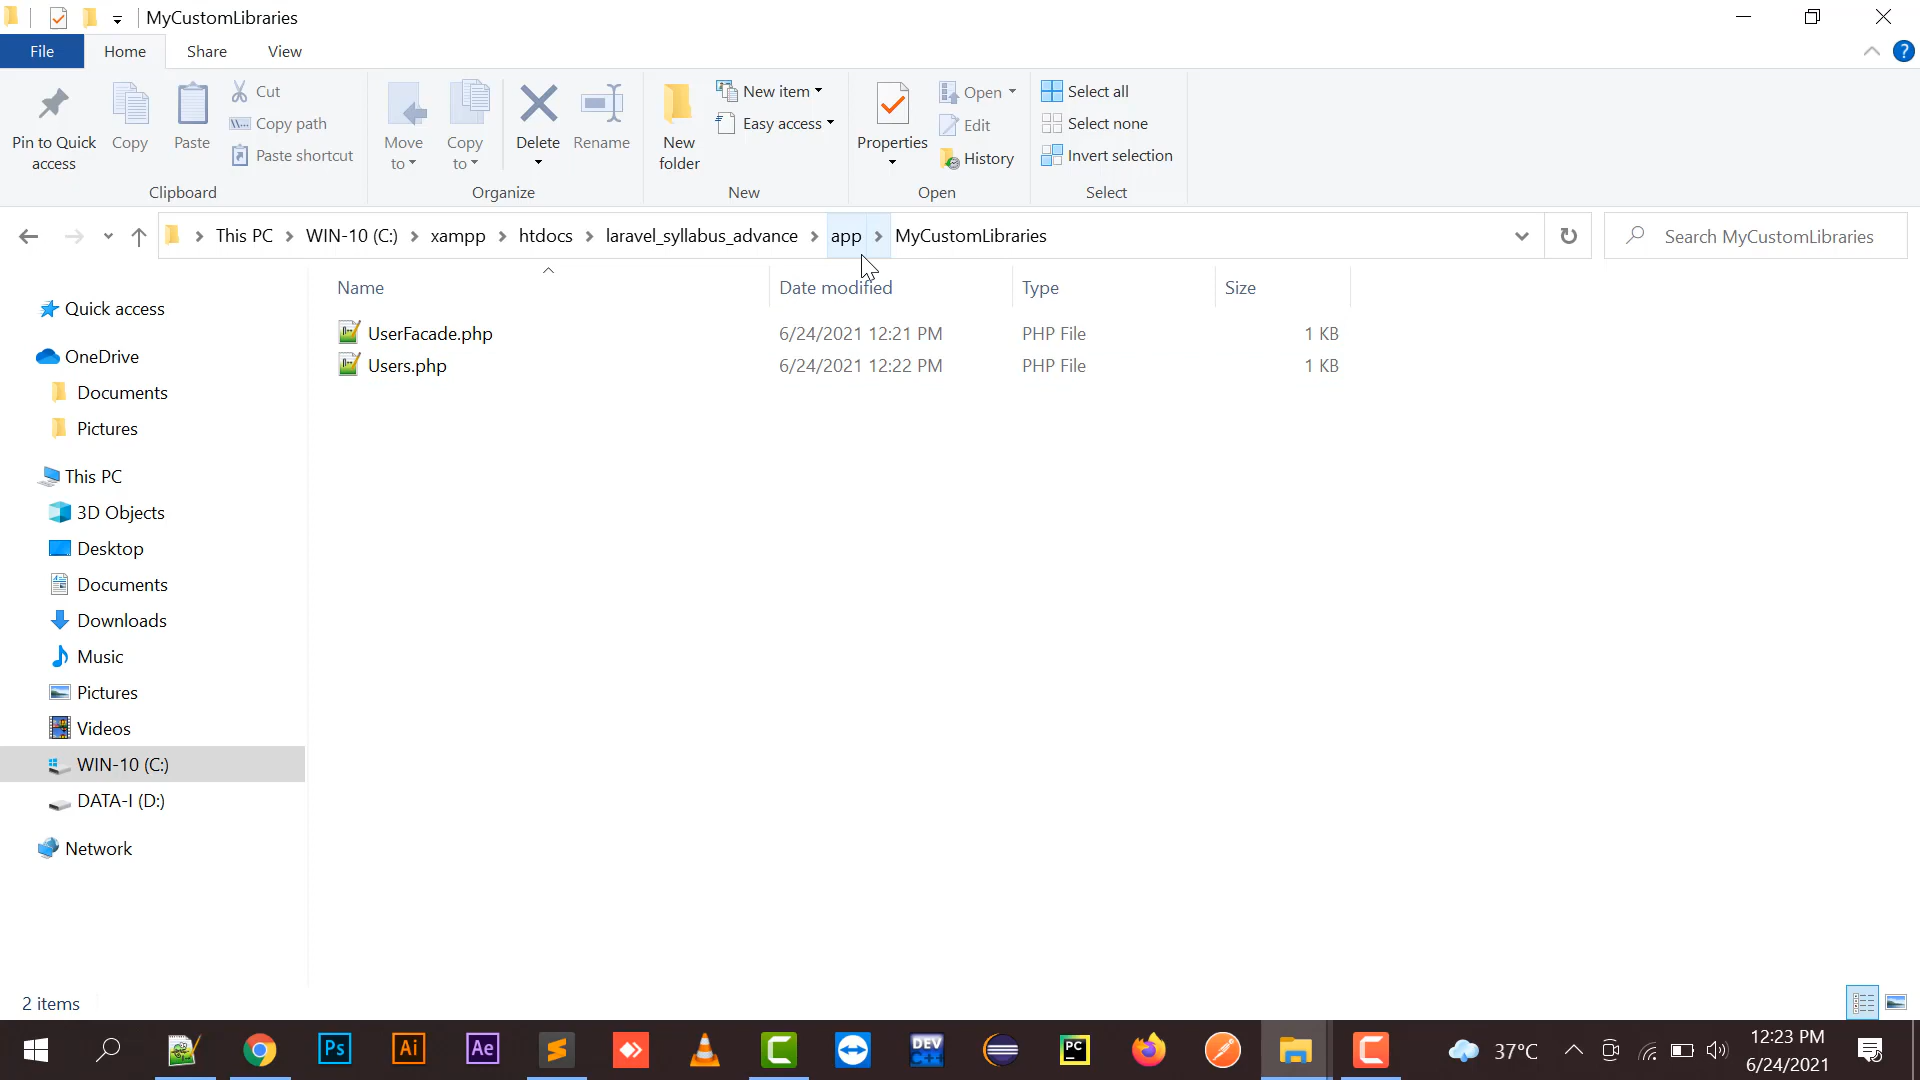 MyCustomLibraries
File
Home
Share
View
Pin to Quick access
Copy
Paste
Cut
Copy path
Paste shortcut
Clipboard
Move to
Copy to
Delete
Rename
Organize
New folder
New item
Easy access
New
Properties
Open
Edit
History
Open
Select all
Select none
Invert selection
Select
This PC
WIN-10 (C:)
xampp
htdocs
laravel_syllabus_advance
app
MyCustomLibraries
Search MyCustomLibraries
Name
Date modified
Type
Size
UserFacade.php
6/24/2021 12:21 PM
PHP File
1 KB
Users.php
6/24/2021 12:22 PM
PHP File
1 KB
Quick access
OneDrive
Documents
Pictures
This PC
3D Objects
Desktop
Documents
Downloads
Music
Pictures
Videos
WIN-10 (C:)
DATA-I (D:)
Network
2 items
Ps
Ai
Ae
DEV
C++
PC
37°C
12:23 PM
6/24/2021